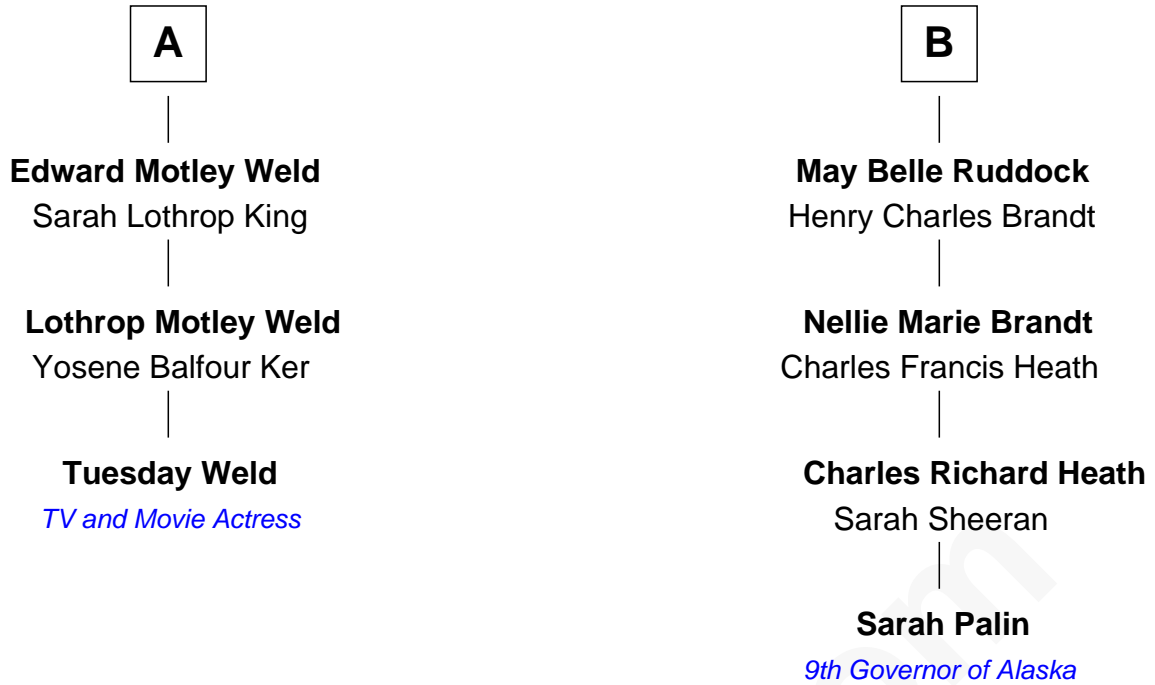 A
Edward Motley Weld
Sarah Lothrop King
Lothrop Motley Weld
Yosene Balfour Ker
Tuesday Weld
TV and Movie Actress
B
May Belle Ruddock
Henry Charles Brandt
Nellie Marie Brandt
Charles Francis Heath
Charles Richard Heath
Sarah Sheeran
Sarah Palin
9th Governor of Alaska